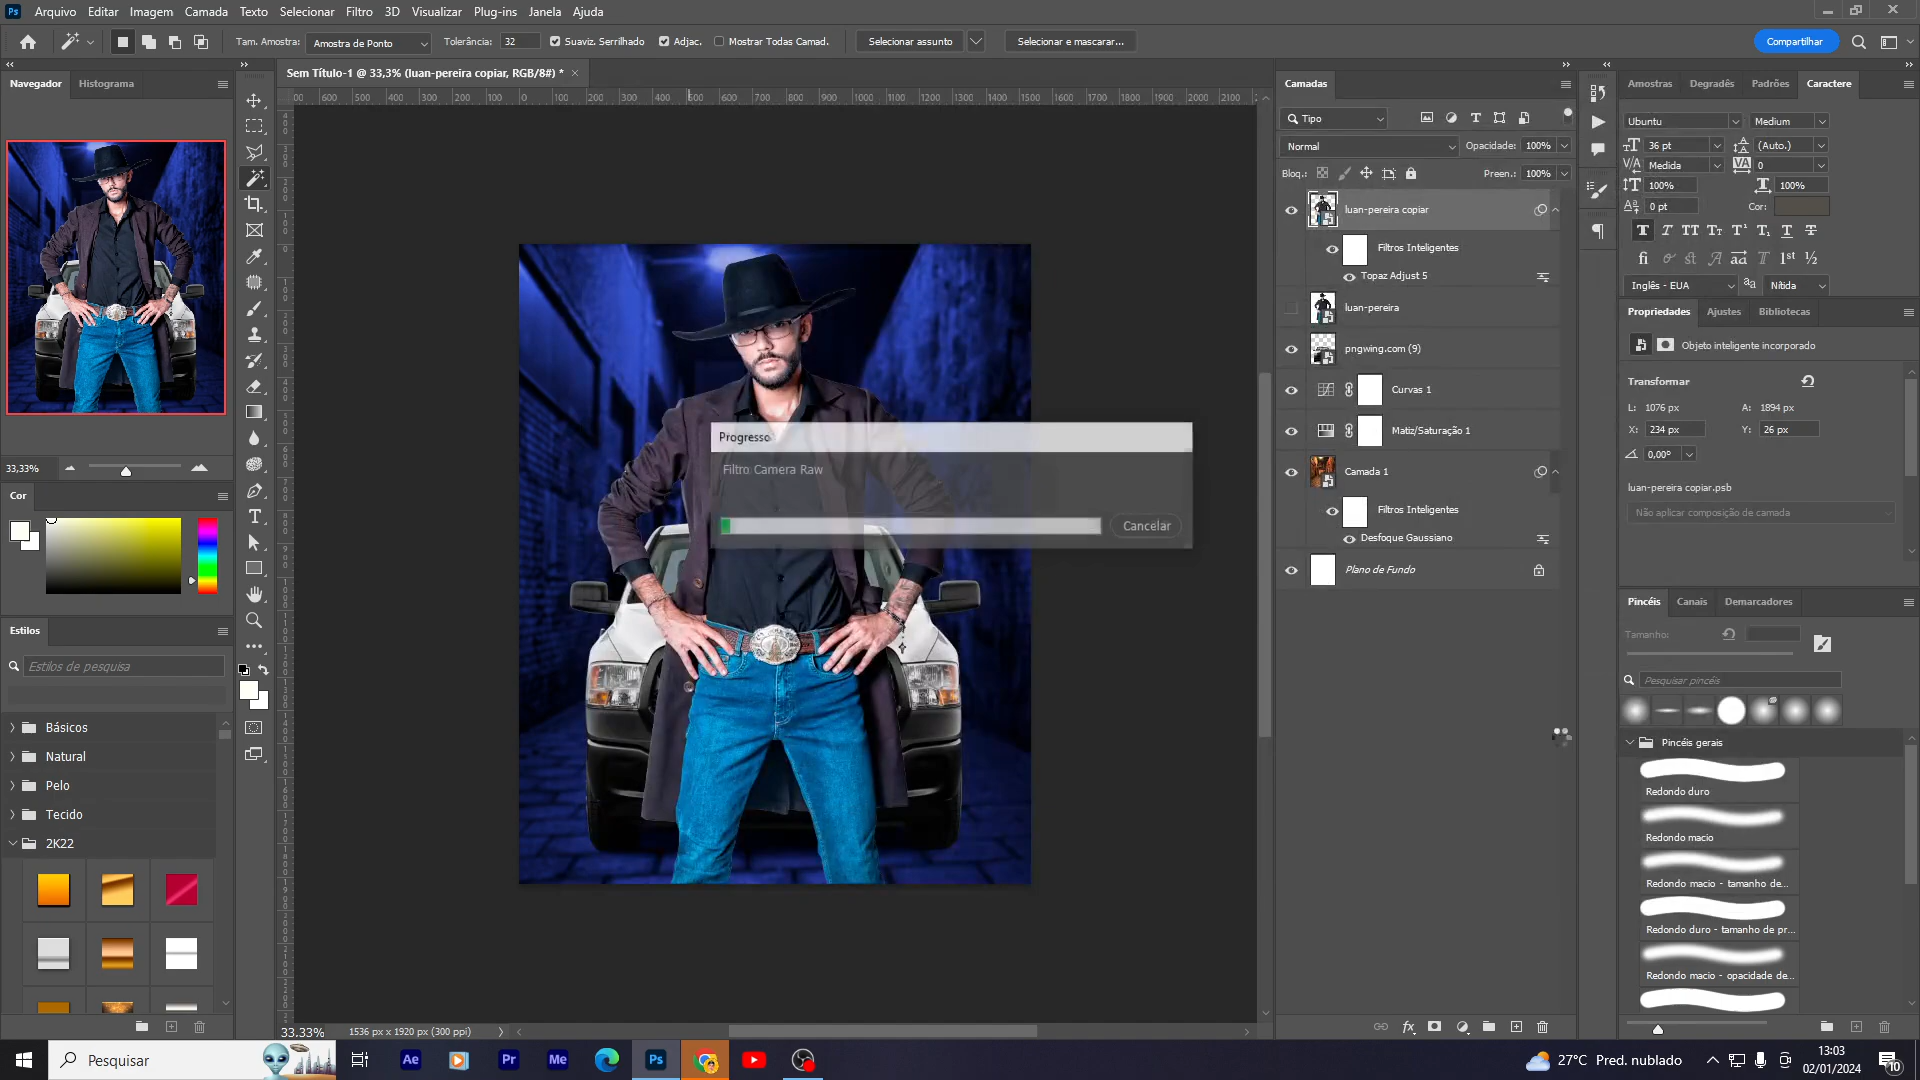 Arquivo Editar Imagem Camada Texto Selecionar Filtro 3D Visualizar Plug-ins Janela Ajuda
Tam. Amostra: Amostra de Ponto Tolerância: 32 Suaviz. Serrilhado Adjac. Mostrar Todas Camad. Selecionar assunto Selecionar e mascarar... Compartilhar
Navegador Histograma
Sem Título-1 @ 33,3% (luan-pereira copiar, RGB/8#) *
33,33%
Cor
Estilos
Estilos de pesquisa
Básicos
Natural
Pelo
Tecido
2K22
Progresso
Filtro Camera Raw
Cancelar
33,33% 1536 px x 1920 px (300 ppi)
Camadas
Tipo
Normal Opacidade: 100%
Bloq.: Preen.: 100%
luan-pereira copiar
Filtros Inteligentes
Topaz Adjust 5
luan-pereira
pngwing.com (9)
Curvas 1
Matiz/Saturação 1
Camada 1
Filtros Inteligentes
Desfoque Gaussiano
Plano de Fundo
Amostras Degradês Padrões Caractere
Ubuntu Medium
36 pt (Auto.)
Medida 0
100% 100%
0 pt Cor:
Inglês - EUA Nítida
Propriedades Ajustes Bibliotecas
Objeto inteligente incorporado
Transformar
L: 1076 px A: 1894 px
X: 234 px Y: 26 px
0,00°
luan-pereira copiar.psb
Não aplicar composição de camada
Pincéis Canais Demarcadores
Tamanho:
Pesquisar pincéis
Pincéis gerais
Redondo duro
Redondo macio
Redondo macio - tamanho de...
Redondo duro - tamanho de pr...
Redondo macio - opacidade de...
Pesquisar
27°C Pred. nublado
13:03
02/01/2024